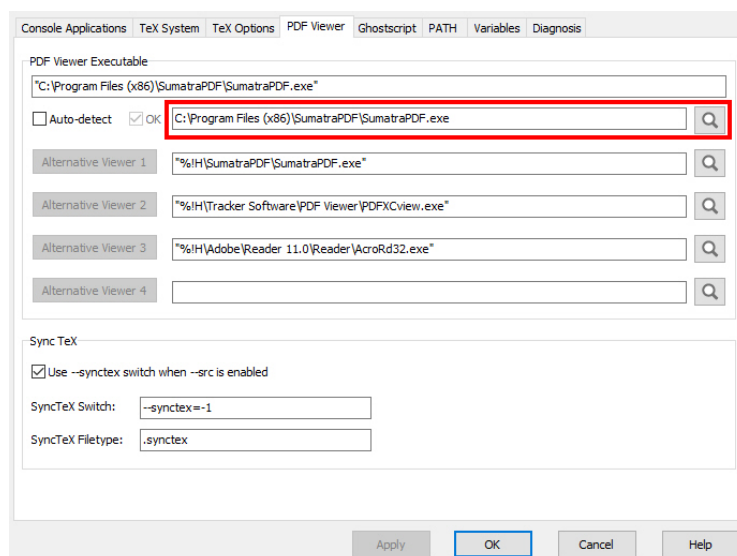 Console Applications TeX System TeX Options PDF Viewer Ghostscript PATH Variables Diagnosis
PDF Viewer Executable
"C:\Program Files (x86)\SumatraPDF\SumatraPDF.exe"
Auto-detect OK C:\Program Files (x86)\SumatraPDF\SumatraPDF.exe
Alternative Viewer 1 "%!H\SumatraPDF\SumatraPDF.exe"
Alternative Viewer 2 "%!H\Tracker Software\PDF Viewer\PDFXCview.exe"
Alternative Viewer 3 "%!H\Adobe\Reader 11.0\Reader\AcroRd32.exe"
Alternative Viewer 4
Sync TeX
Use --synctex switch when --src is enabled
SyncTeX Switch: --synctex=-1
SyncTeX Filetype: .synctex
Apply OK Cancel Help